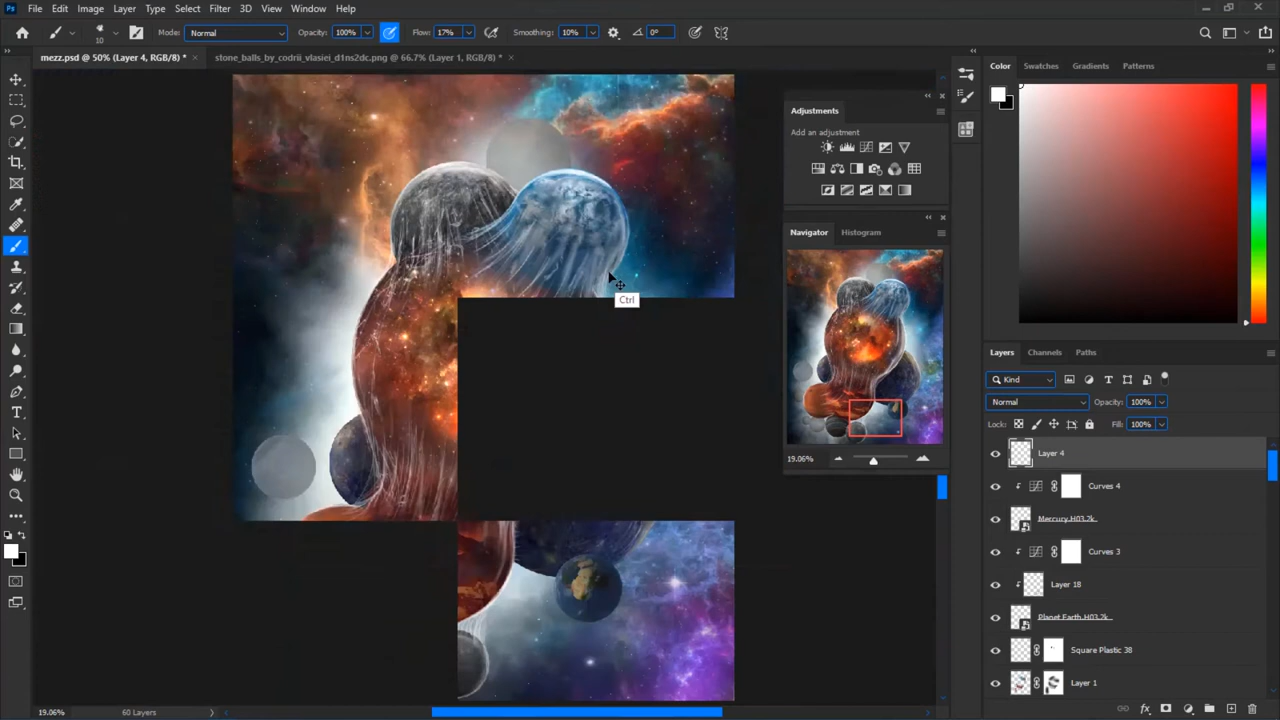 Ps File Edit Image Layer Type Select Filter 3D View Window Help
10 Mode: Normal Opacity: 100% Flow: 17% Smoothing: 10% 0°
mezz.psd @ 50% (Layer 4, RGB/8) * × stone_balls_by_codrii_vlasiei_d1ns2dc.png @ 66.7% (Layer 1, RGB/8) * ×
Color Swatches Gradients Patterns
Adjustments
Add an adjustment
Navigator Histogram
Ctrl
Layers Channels Paths
Kind
Normal Opacity: 100%
Lock: Fill: 100%
Layer 4
19.06%
Curves 4
Mercury H03 2k
Curves 3
Layer 18
Planet Earth H03 2k
Square Plastic 38
Layer 1
19.06% 60 Layers
fx